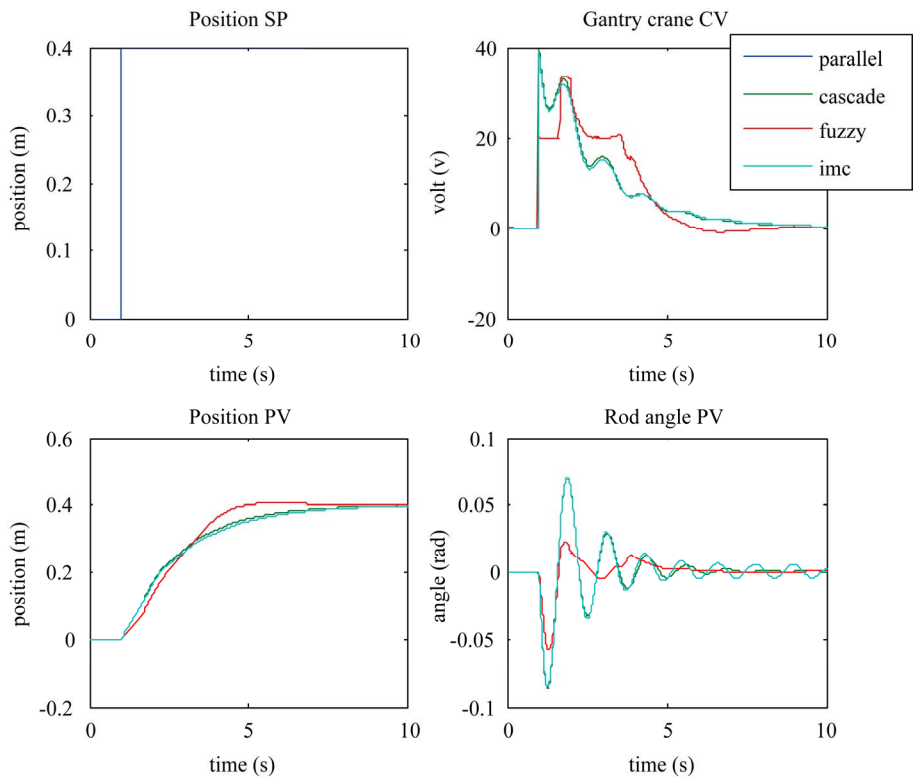 Position SP
0.4
0.3
0.2
0.1
0
position (m)
0
5
10
time (s)
Gantry crane CV
40
20
0
-20
volt (v)
0
5
10
time (s)
parallel
cascade
fuzzy
imc
Position PV
0.6
0.4
0.2
0
-0.2
position (m)
0
5
10
time (s)
Rod angle PV
0.1
0.05
0
-0.05
-0.1
angle (rad)
0
5
10
time (s)